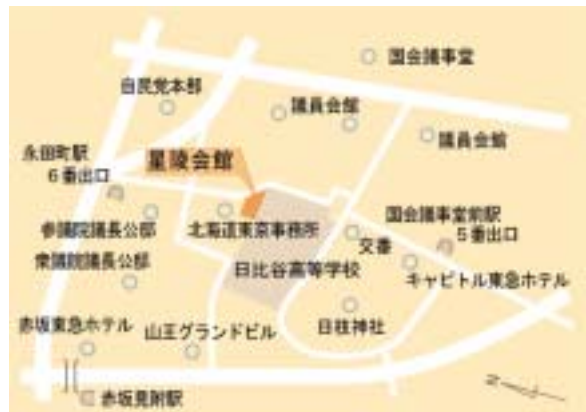 国会議事堂
自民党本部
議員会館
議員会館
永田町駅
6番出口
星陵会館
参議院議長公邸
北海道東京事務所
国会議事堂前駅
5番出口
衆議院議長公邸
日比谷高等学校
交番
キャピトル東急ホテル
赤坂東急ホテル
山王グランドビル
日枝神社
赤坂見附駅
N